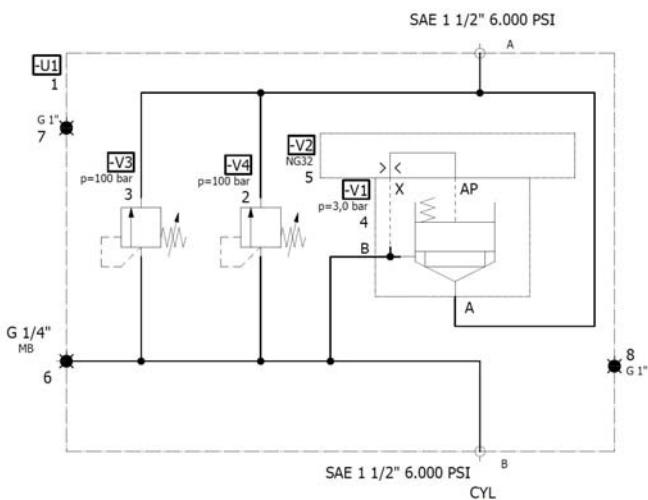 SAE 1 1/2" 6.000 PSI
A
-U1
1
G 1"
7
-V3
p=100 bar
3
-V4
p=100 bar
2
-V2
NG32
5
-V1
p=3,0 bar
4
X
AP
B
A
G 1/4"
MB
6
8
G 1"
B
SAE 1 1/2" 6.000 PSI
CYL